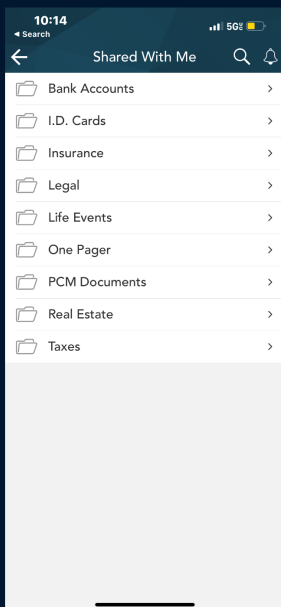 10:14
5G
◂ Search
Shared With Me
Bank Accounts
I.D. Cards
Insurance
Legal
Life Events
One Pager
PCM Documents
Real Estate
Taxes